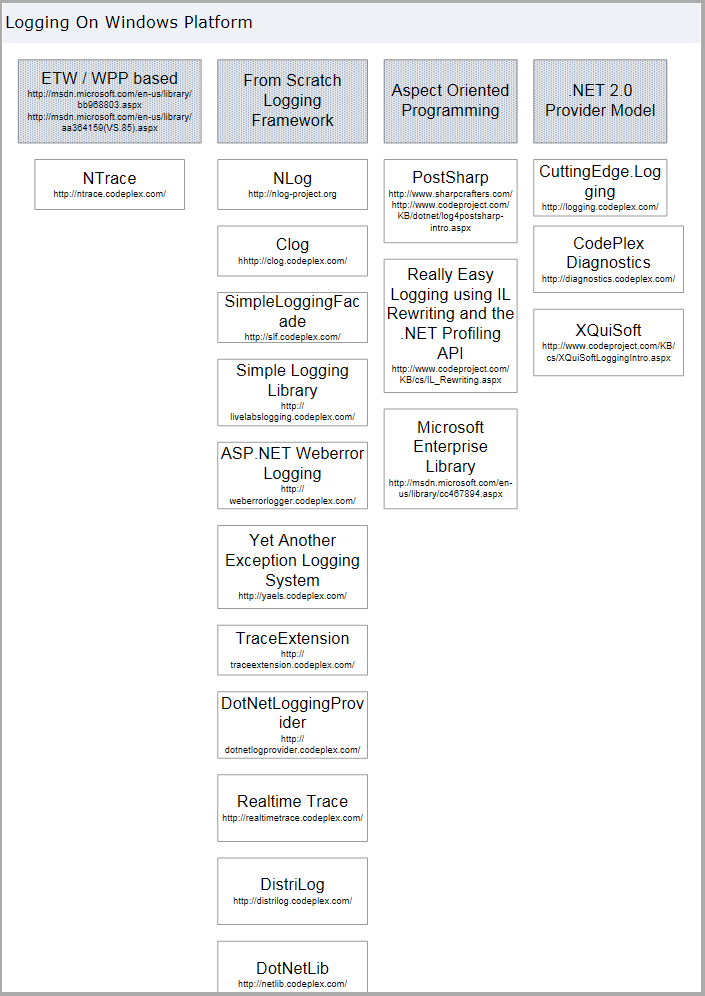 Logging On Windows Platform
ETW / WPP based
http://msdn.microsoft.com/en-us/library/
bb968803.aspx
http://msdn.microsoft.com/en-us/library/
aa364159(VS.85).aspx
NTrace
http://ntrace.codeplex.com/
From Scratch
Logging
Framework
NLog
http://nlog-project.org
Clog
hhttp://clog.codeplex.com/
SimpleLoggingFac
ade
http://slf.codeplex.com/
Simple Logging
Library
http://
livelabslogging.codeplex.com/
ASP.NET Weberror
Logging
http://
weberrorlogger.codeplex.com/
Yet Another
Exception Logging
System
http://yaels.codeplex.com/
TraceExtension
http://
traceextension.codeplex.com/
DotNetLoggingProv
ider
http://
dotnetlogprovider.codeplex.com/
Realtime Trace
http://realtimetrace.codeplex.com/
DistriLog
http://distrilog.codeplex.com/
DotNetLib
http://netlib.codeplex.com/
Aspect Oriented
Programming
PostSharp
http://www.sharpcrafters.com/
http://www.codeproject.com/
KB/dotnet/log4postsharp-
intro.aspx
Really Easy
Logging using IL
Rewriting and the
.NET Profiling
API
http://www.codeproject.com/
KB/cs/IL_Rewriting.aspx
Microsoft
Enterprise
Library
http://msdn.microsoft.com/en-
us/library/cc467894.aspx
.NET 2.0
Provider Model
CuttingEdge.Log
ging
http://logging.codeplex.com/
CodePlex
Diagnostics
http://diagnostics.codeplex.com/
XQuiSoft
http://www.codeproject.com/KB/
cs/XQuiSoftLoggingIntro.aspx